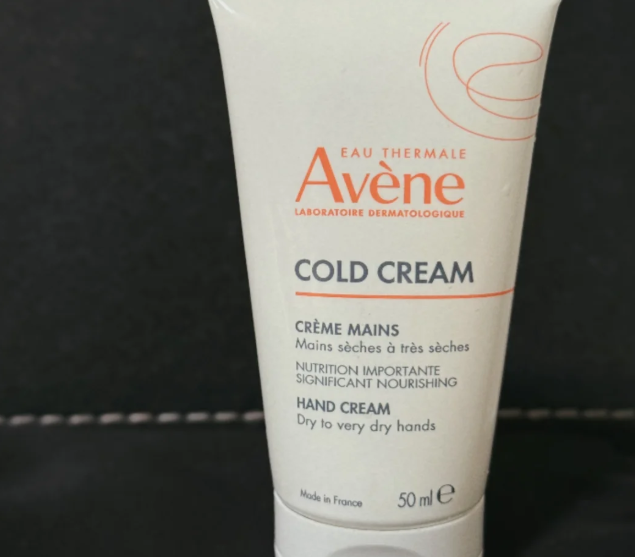 EAU THERMALE
Avène
LABORATOIRE DERMATOLOGIQUE
COLD CREAM
CRÈME MAINS
Mains sèches à très sèches
NUTRITION IMPORTANTE
SIGNIFICANT NOURISHING
HAND CREAM
Dry to very dry hands
Made in France 50 ml ℮